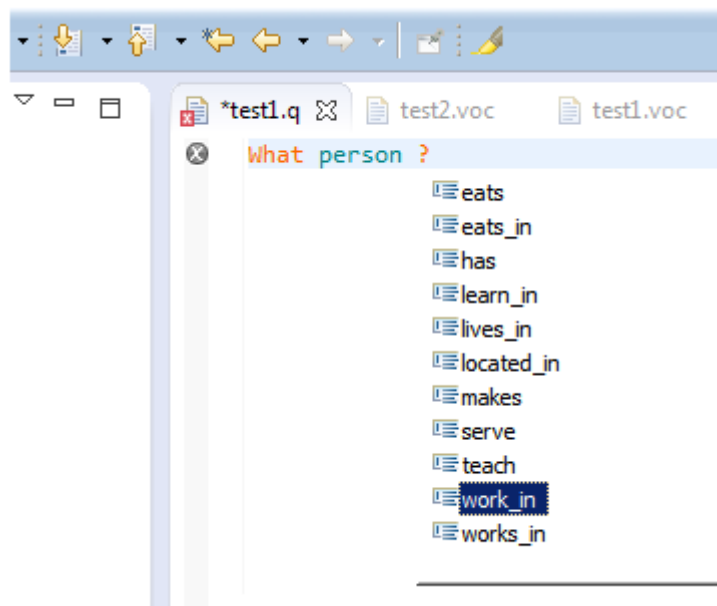 *test1.q test2.voc test1.voc
What person ?
eats
eats_in
has
learn_in
lives_in
located_in
makes
serve
teach
work_in
works_in